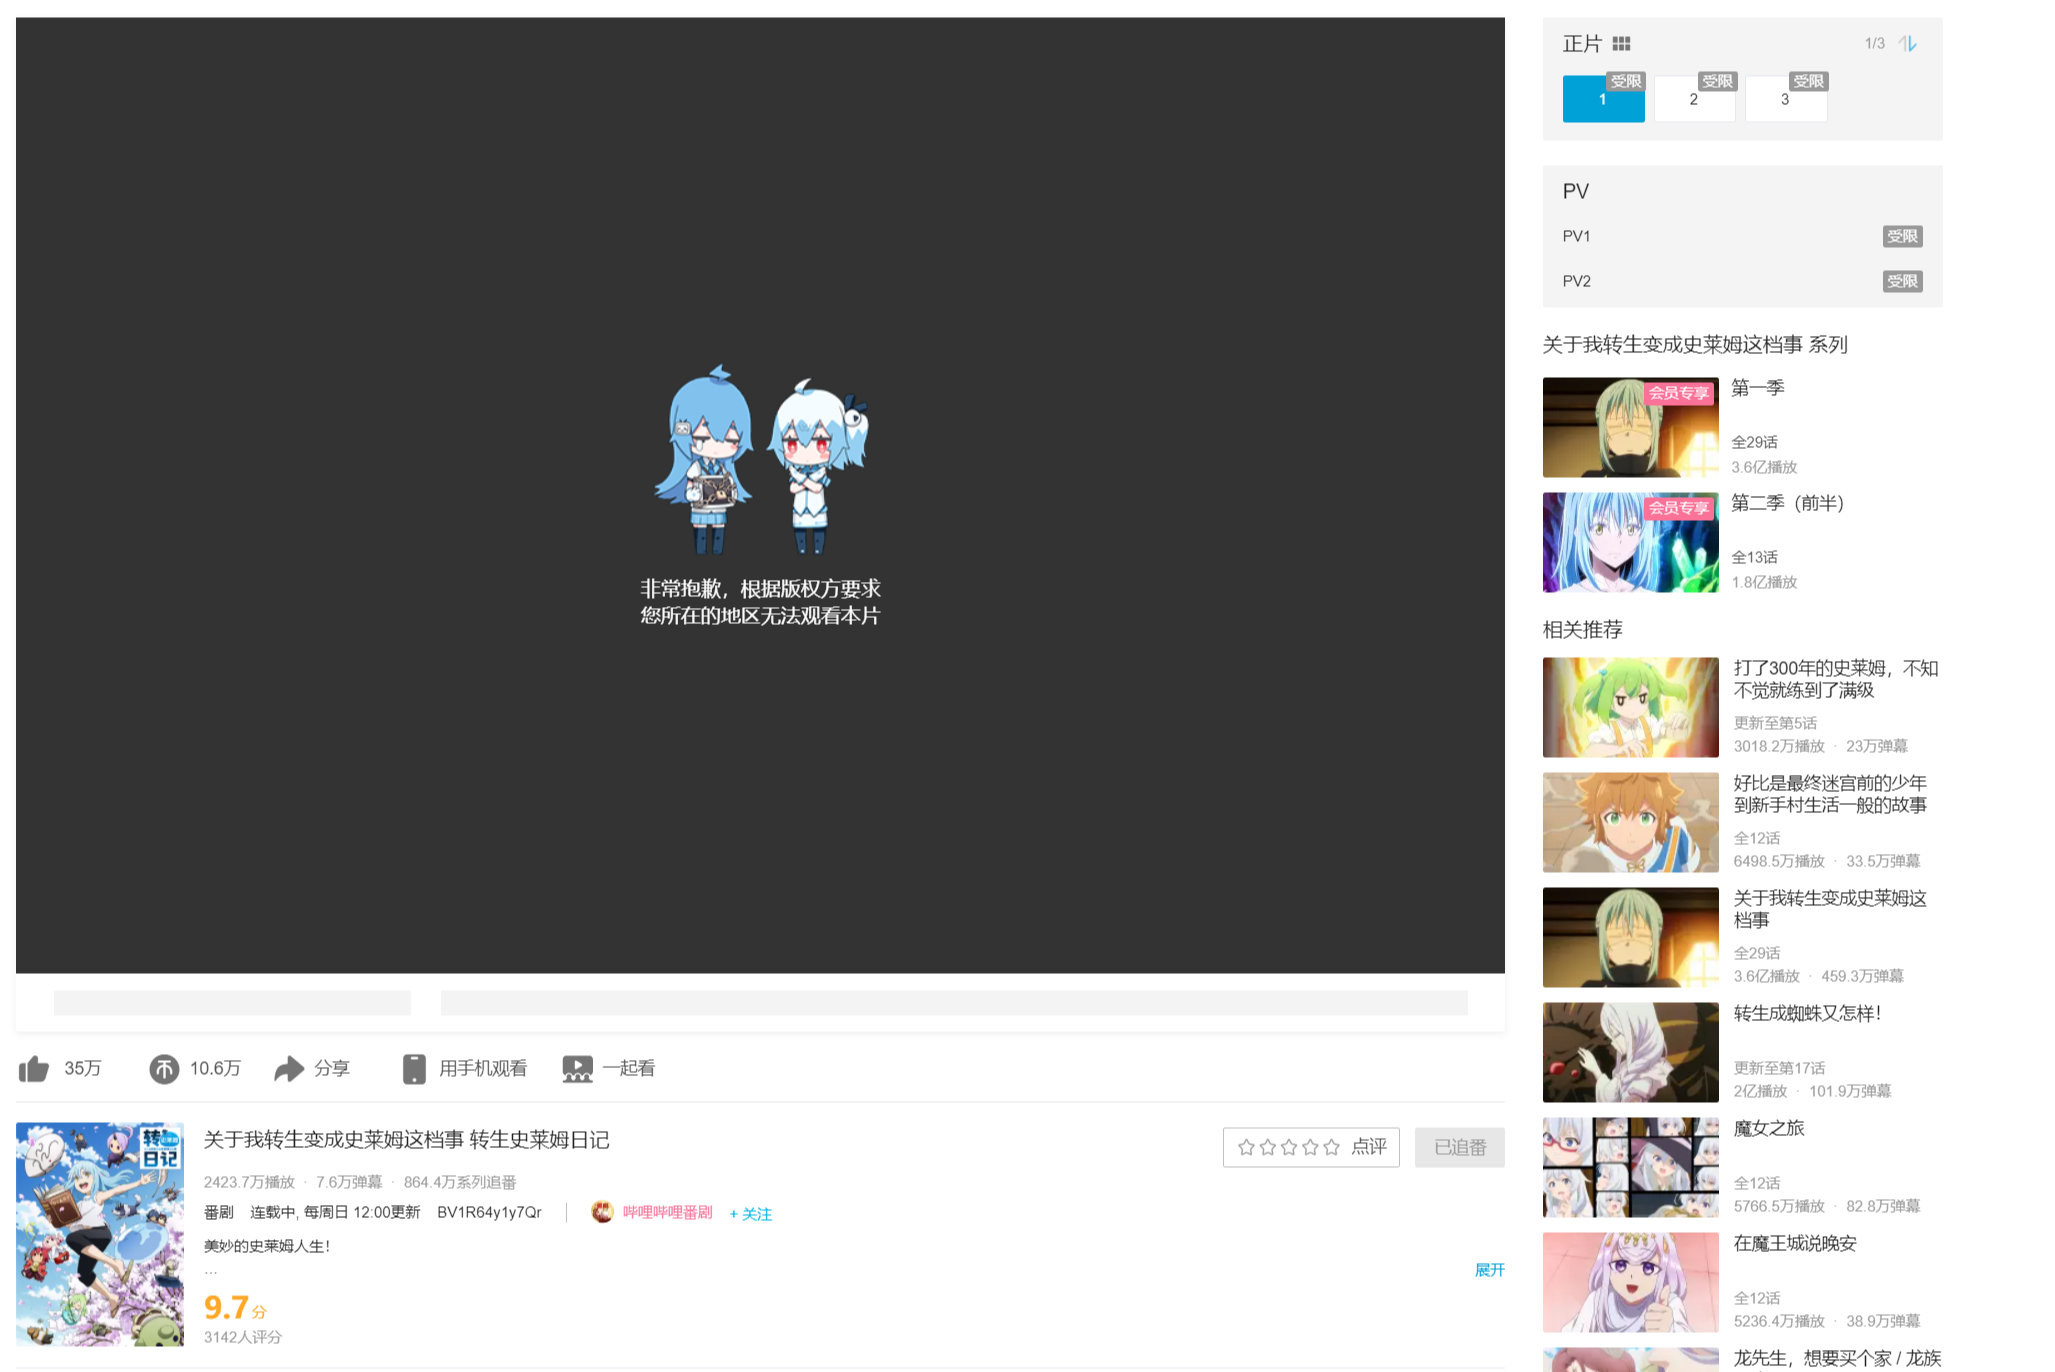 非常抱歉，根据版权方要求
您所在的地区无法观看本片
35万
10.6万
分享
用手机观看
一起看
转生史莱姆
日记
关于我转生变成史莱姆这档事 转生史莱姆日记
点评
已追番
2423.7万播放 · 7.6万弹幕 · 864.4万系列追番
番剧 连载中, 每周日 12:00更新 BV1R64y1y7Qr
哔哩哔哩番剧
+ 关注
美妙的史莱姆人生！
...
展开
9.7分
3142人评分
正片
1/3
受限
1
受限
2
受限
3
PV
PV1
受限
PV2
受限
关于我转生变成史莱姆这档事 系列
会员专享
第一季
全29话
3.6亿播放
会员专享
第二季（前半）
全13话
1.8亿播放
相关推荐
打了300年的史莱姆，不知
不觉就练到了满级
更新至第5话
3018.2万播放 · 23万弹幕
好比是最终迷宫前的少年
到新手村生活一般的故事
全12话
6498.5万播放 · 33.5万弹幕
关于我转生变成史莱姆这
档事
全29话
3.6亿播放 · 459.3万弹幕
转生成蜘蛛又怎样！
更新至第17话
2亿播放 · 101.9万弹幕
魔女之旅
全12话
5766.5万播放 · 82.8万弹幕
在魔王城说晚安
全12话
5236.4万播放 · 38.9万弹幕
龙先生，想要买个家 / 龙族